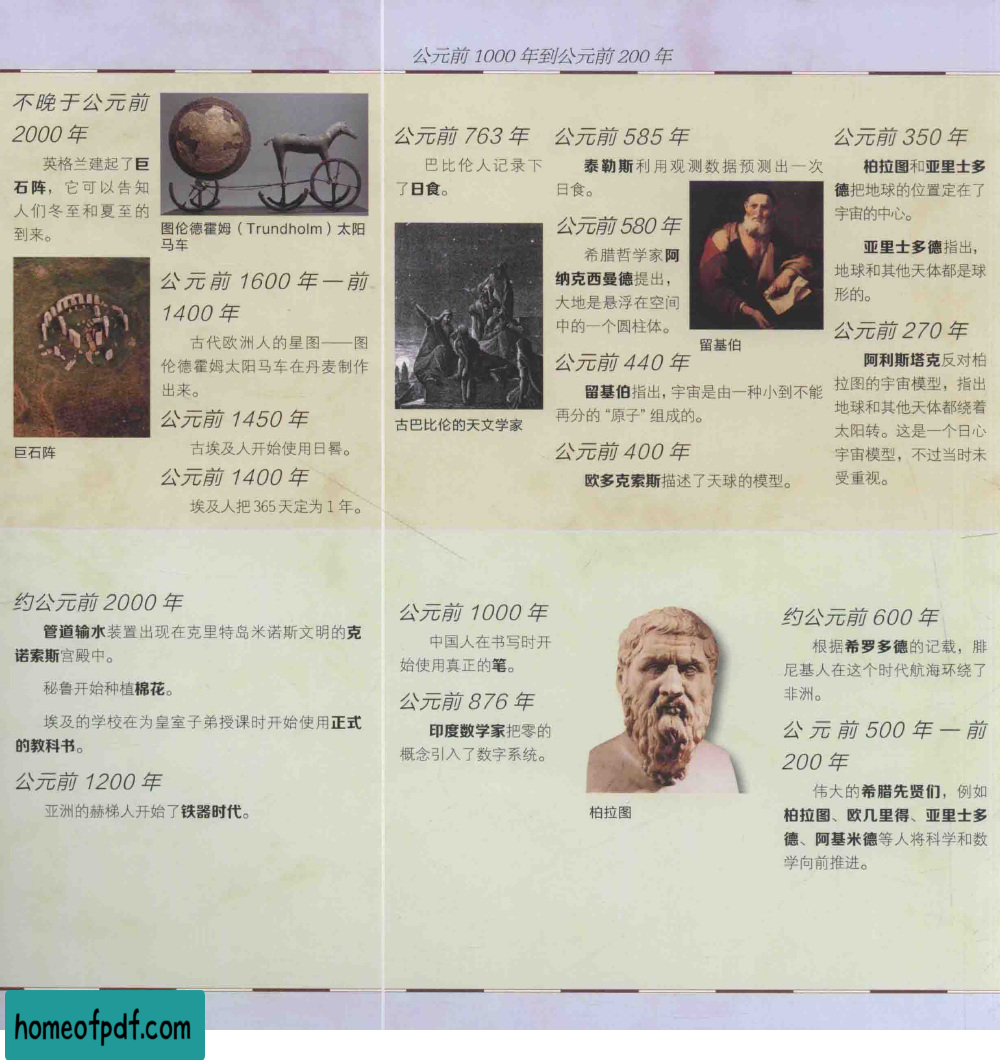 公元前 1000 年到公元前 200 年
不晚于公元前
2000 年
英格兰建起了巨
石阵，它可以告知
人们冬至和夏至的
到来。
巨石阵
图伦德霍姆（Trundholm）太阳
马车
公元前 1600 年一前
1400 年
古代欧洲人的星图——图
伦德霍姆太阳马车在丹麦制作
出来。
公元前 1450 年
古埃及人开始使用日晷。
公元前 1400 年
埃及人把 365 天定为 1 年。
公元前 763 年
巴比伦人记录下
了日食。
古巴比伦的天文学家
公元前 585 年
泰勒斯利用观测数据预测出一次
日食。
公元前 580 年
希腊哲学家阿
纳克西曼德提出，
大地是悬浮在空间
中的一个圆柱体。
留基伯
公元前 440 年
留基伯指出，宇宙是由一种小到不能
再分的“原子”组成的。
公元前 400 年
欧多克索斯描述了天球的模型。
公元前 350 年
柏拉图和亚里士多
德把地球的位置定在了
宇宙的中心。
亚里士多德指出，
地球和其他天体都是球
形的。
公元前 270 年
阿利斯塔克反对柏
拉图的宇宙模型，指出
地球和其他天体都绕着
太阳转。这是一个日心
宇宙模型，不过当时未
受重视。
约公元前 2000 年
管道输水装置出现在克里特岛米诺斯文明的克
诺索斯宫殿中。
秘鲁开始种植棉花。
埃及的学校在为皇室子弟授课时开始使用正式
的教科书。
公元前 1200 年
亚洲的赫梯人开始了铁器时代。
公元前 1000 年
中国人在书写时开
始使用真正的笔。
公元前 876 年
印度数学家把零的
概念引入了数字系统。
柏拉图
约公元前 600 年
根据希罗多德的记载，腓
尼基人在这个时代航海环绕了
非洲。
公元前 500 年一前
200 年
伟大的希腊先贤们，例如
柏拉图、欧几里得、亚里士多
德、阿基米德等人将科学和数
学向前推进。
homeofpdf.com